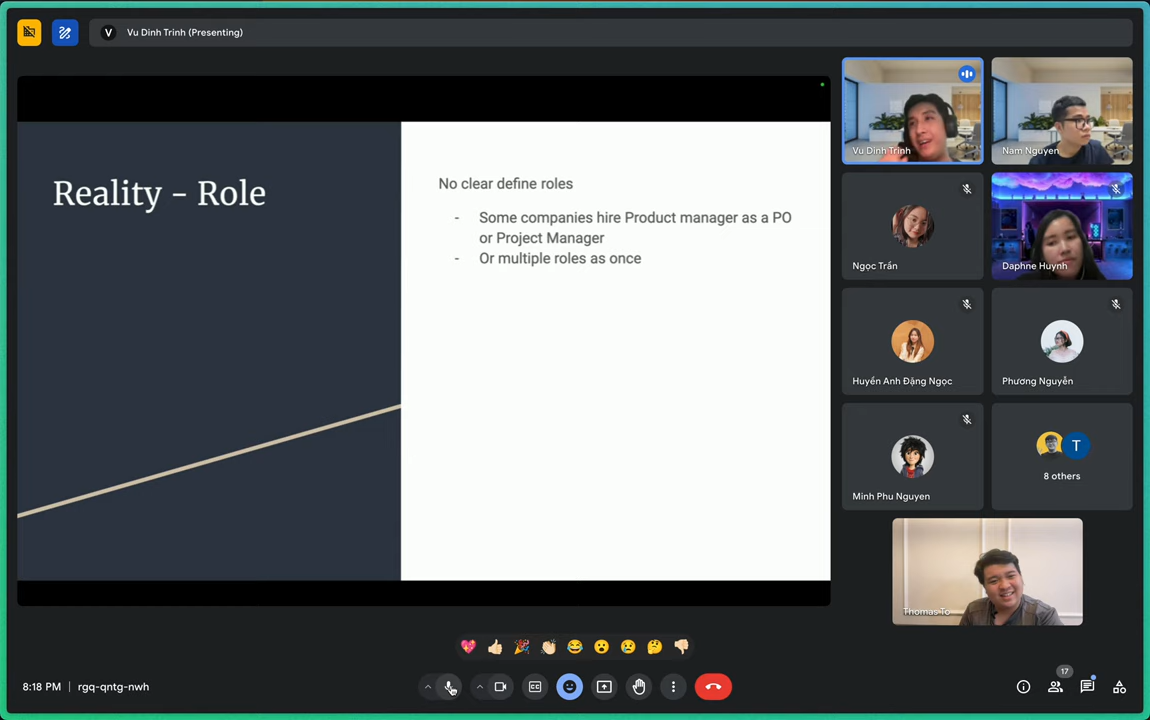 V Vu Dinh Trinh (Presenting)
Reality - Role
No clear define roles
- Some companies hire Product manager as a PO
or Project Manager
- Or multiple roles as once
Vu Dinh Trinh
Nam Nguyen
Ngọc Trần
Daphne Huynh
Huyền Anh Đặng Ngọc
Phương Nguyễn
Minh Phu Nguyen
T
8 others
Thomas To
8:18 PM | rgq-qntg-nwh
CC
17